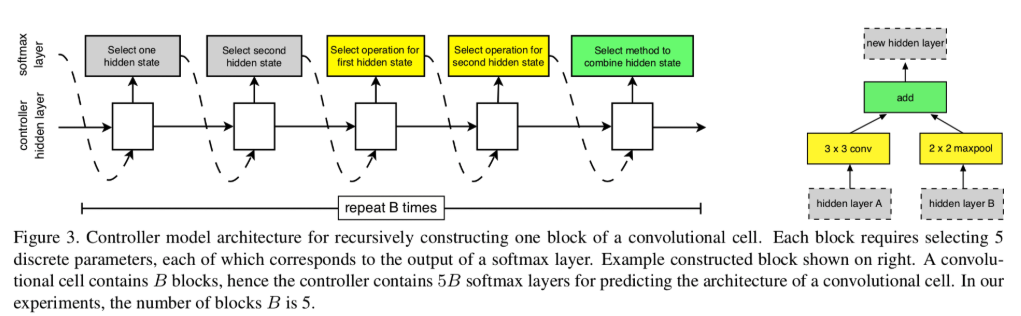 softmax
layer
controller
hidden layer
Select one
hidden state
Select second
hidden state
Select operation for
first hidden state
Select operation for
second hidden state
Select method to
combine hidden state
repeat B times
new hidden layer
add
3 x 3 conv
2 x 2 maxpool
hidden layer A
hidden layer B
Figure 3. Controller model architecture for recursively constructing one block of a convolutional cell. Each block requires selecting 5
discrete parameters, each of which corresponds to the output of a softmax layer. Example constructed block shown on right. A convolu-
tional cell contains B blocks, hence the controller contains 5B softmax layers for predicting the architecture of a convolutional cell. In our
experiments, the number of blocks B is 5.